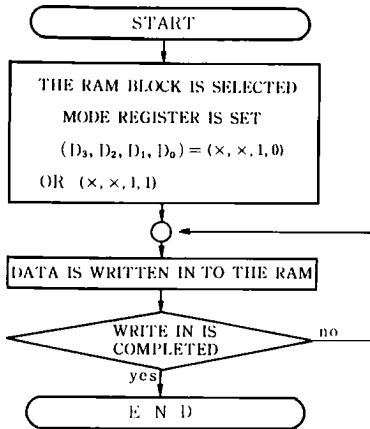 START
THE RAM BLOCK IS SELECTED
MODE REGISTER IS SET
(D₃, D₂, D₁, D₀) = (×, ×, 1, 0)
OR (×, ×, 1, 1)
DATA IS WRITTEN IN TO THE RAM
WRITE IN IS
COMPLETED
no
yes
E N D